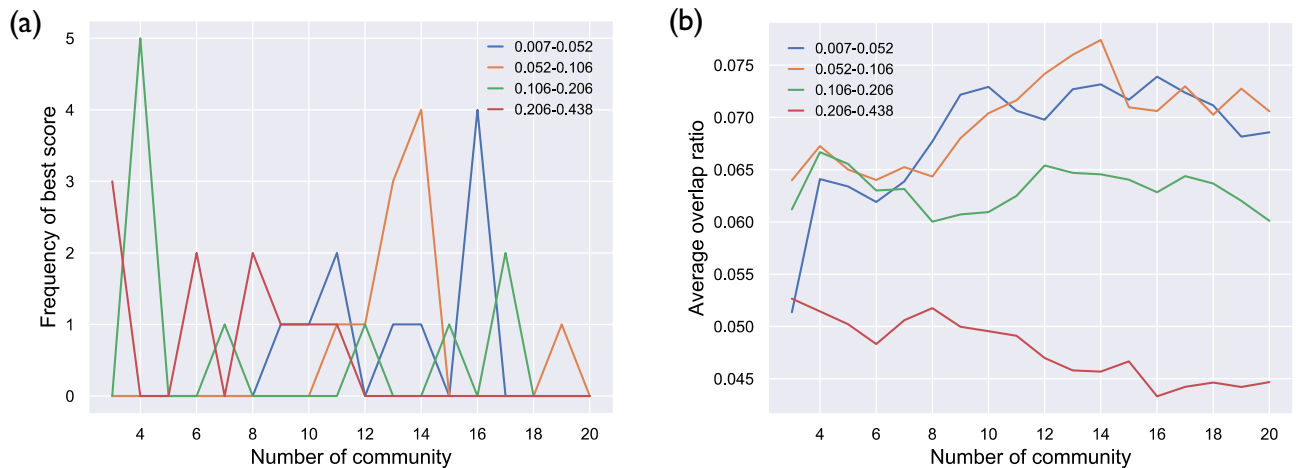 (a)
Frequency of best score
5
4
3
2
1
0
0.007-0.052
0.052-0.106
0.106-0.206
0.206-0.438
4 6 8 10 12 14 16 18 20
Number of community
(b)
Average overlap ratio
0.075
0.070
0.065
0.060
0.055
0.050
0.045
0.007-0.052
0.052-0.106
0.106-0.206
0.206-0.438
4 6 8 10 12 14 16 18 20
Number of community